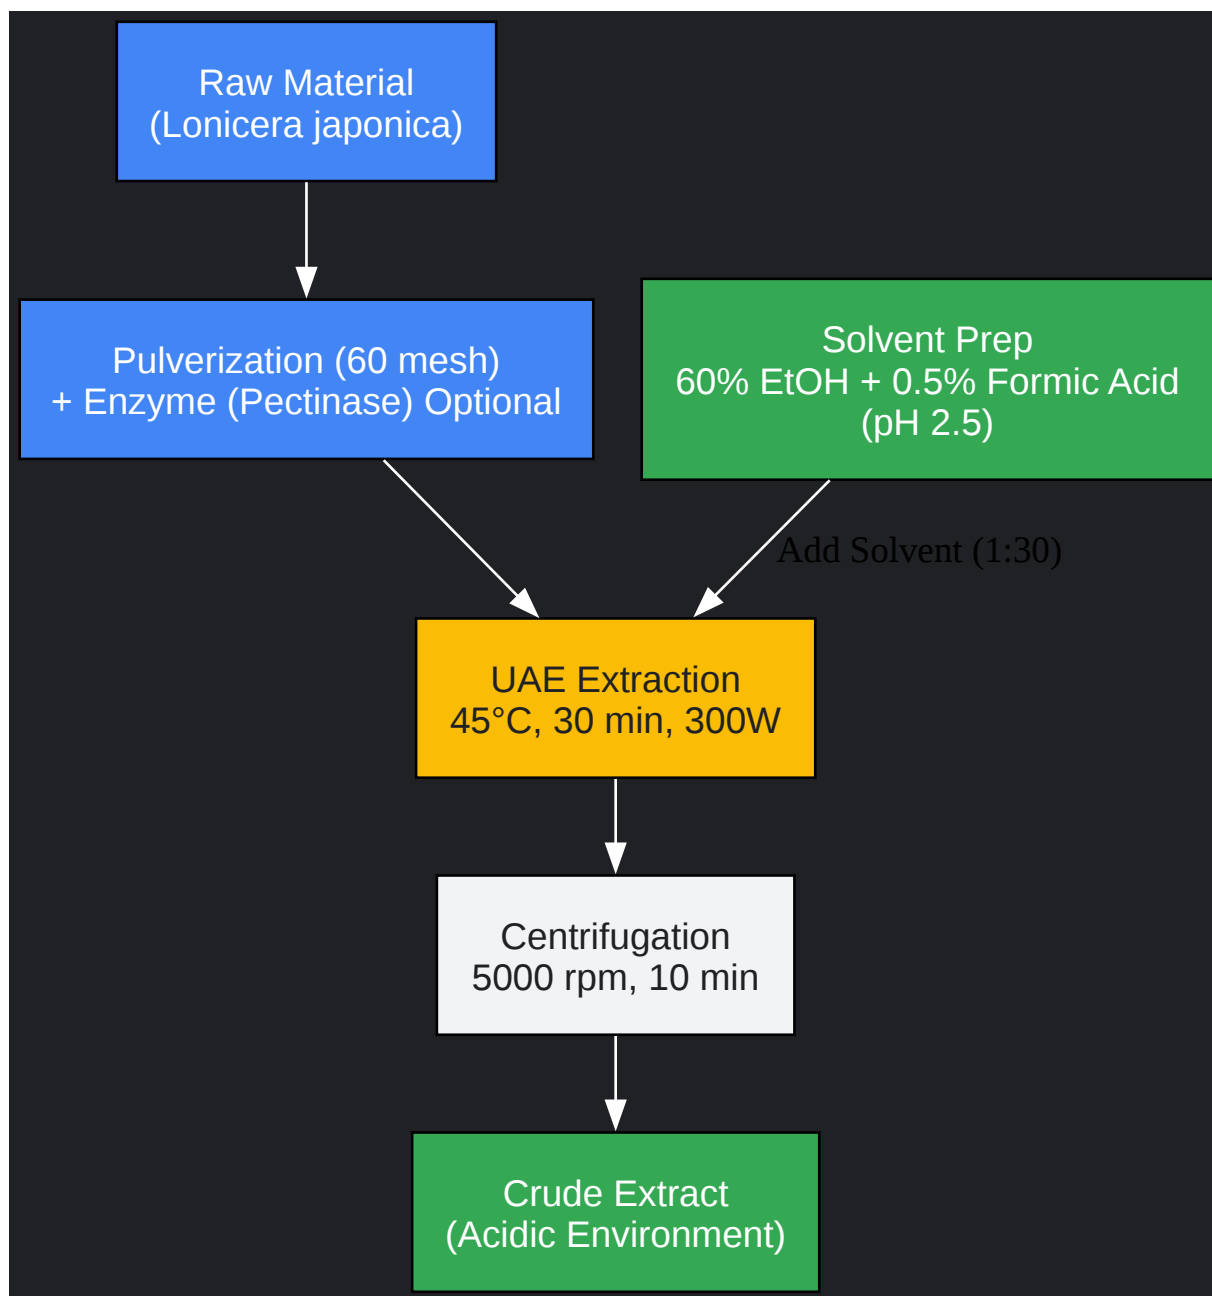 Raw Material
(Lonicera japonica)
Pulverization (60 mesh)
+ Enzyme (Pectinase) Optional
Solvent Prep
60% EtOH + 0.5% Formic Acid
(pH 2.5)
Add Solvent (1:30)
UAE Extraction
45°C, 30 min, 300W
Centrifugation
5000 rpm, 10 min
Crude Extract
(Acidic Environment)